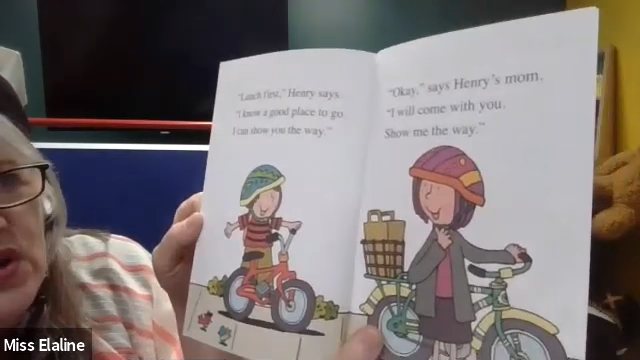 "Lunch first," Henry says.
"I know a good place to go.
I can show you the way."
"Okay," says Henry's mom.
"I will come with you.
Show me the way."
Miss Elaline